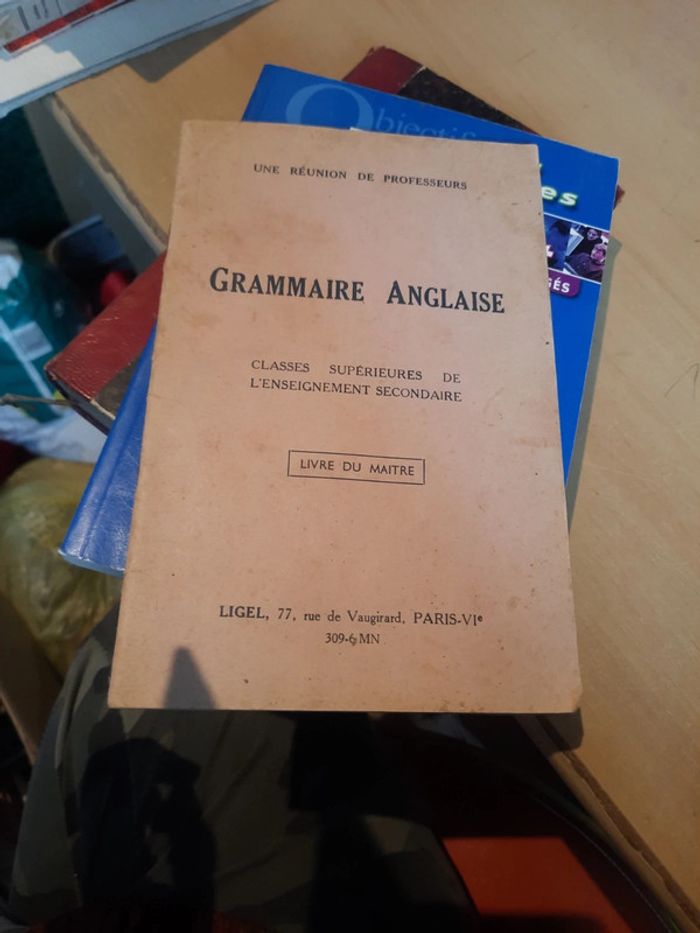 UNE RÉUNION DE PROFESSEURS
GRAMMAIRE ANGLAISE
CLASSES SUPÉRIEURES DE
L'ENSEIGNEMENT SECONDAIRE
LIVRE DU MAITRE
LIGEL, 77, rue de Vaugirard, PARIS-VIe
309-6 MN
Objectif